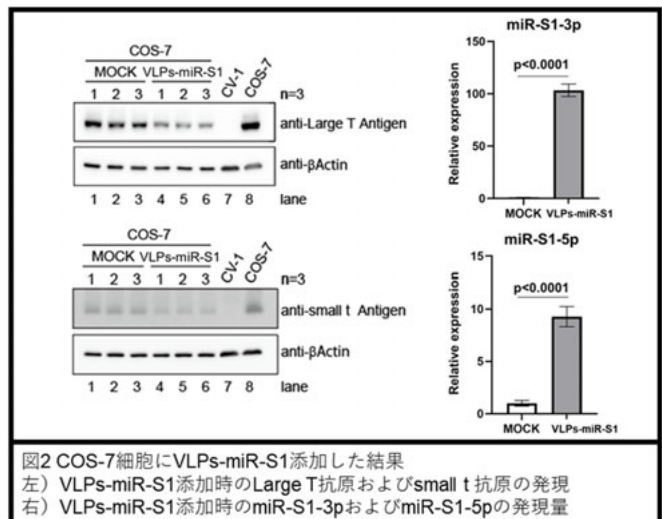 COS-7
MOCK VLPs-miR-S1 CV-1 COS-7
1 2 3 1 2 3 n=3
anti-Large T Antigen
anti-βActin
1 2 3 4 5 6 7 8 lane
COS-7
MOCK VLPs-miR-S1 CV-1 COS-7
1 2 3 1 2 3 n=3
anti-small t Antigen
anti-βActin
1 2 3 4 5 6 7 8 lane
miR-S1-3p
p<0.0001
Relative expression
150
100
50
0
MOCK VLPs-miR-S1
miR-S1-5p
p<0.0001
Relative expression
15
10
5
0
MOCK VLPs-miR-S1
図2 COS-7細胞にVLPs-miR-S1添加した結果
左）VLPs-miR-S1添加時のLarge T抗原およびsmall t 抗原の発現
右）VLPs-miR-S1添加時のmiR-S1-3pおよびmiR-S1-5pの発現量